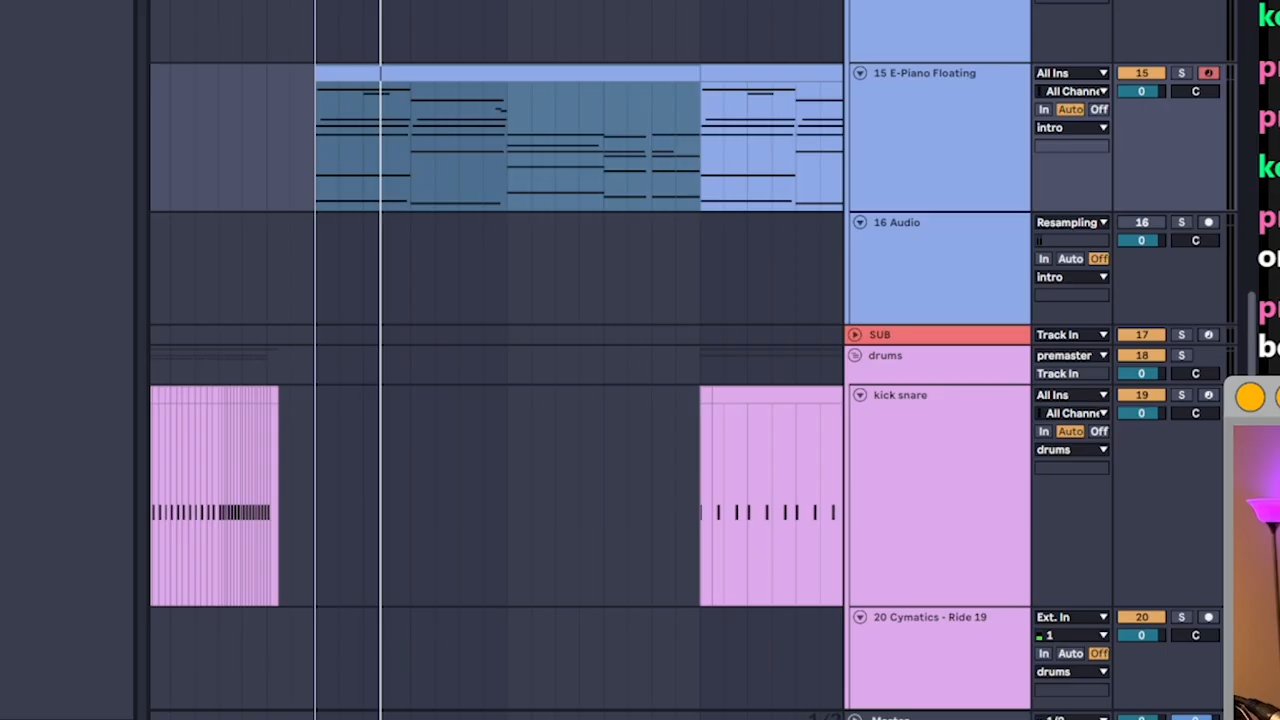 15 E-Piano Floating
All Ins 15 S
All Chann 0 C
In Auto Off
intro
16 Audio
Resampling 16 S
0 C
In Auto Off
intro
SUB
Track In 17 S
drums
premaster 18 S
Track In 0 C
kick snare
All Ins 19 S
All Chann 0 C
In Auto Off
drums
20 Cymatics - Ride 19
Ext. In 20 S
1 0 C
In Auto Off
drums